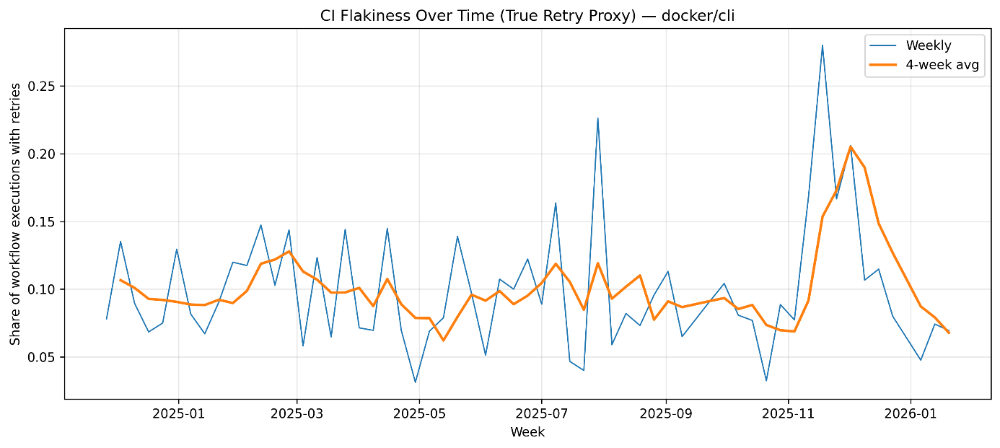 CI Flakiness Over Time (True Retry Proxy) — docker/cli
Weekly
4-week avg
Share of workflow executions with retries
0.25
0.20
0.15
0.10
0.05
2025-01
2025-03
2025-05
2025-07
2025-09
2025-11
2026-01
Week